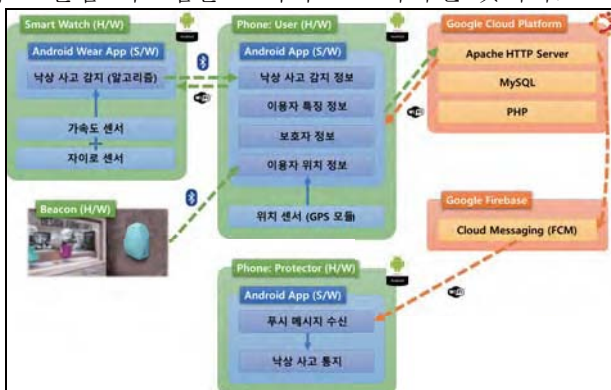 Smart Watch (H/W)
Android Wear App (S/W)
낙상 사고 감지 (알고리즘)
가속도 센서
자이로 센서
Beacon (H/W)
Phone: User (H/W)
Android App (S/W)
낙상 사고 감지 정보
이용자 특징 정보
보호자 정보
이용자 위치 정보
위치 센서 (GPS 모듈)
Google Cloud Platform
Apache HTTP Server
MySQL
PHP
Google Firebase
Cloud Messaging (FCM)
Phone: Protector (H/W)
Android App (S/W)
푸시 메시지 수신
낙상 사고 통지